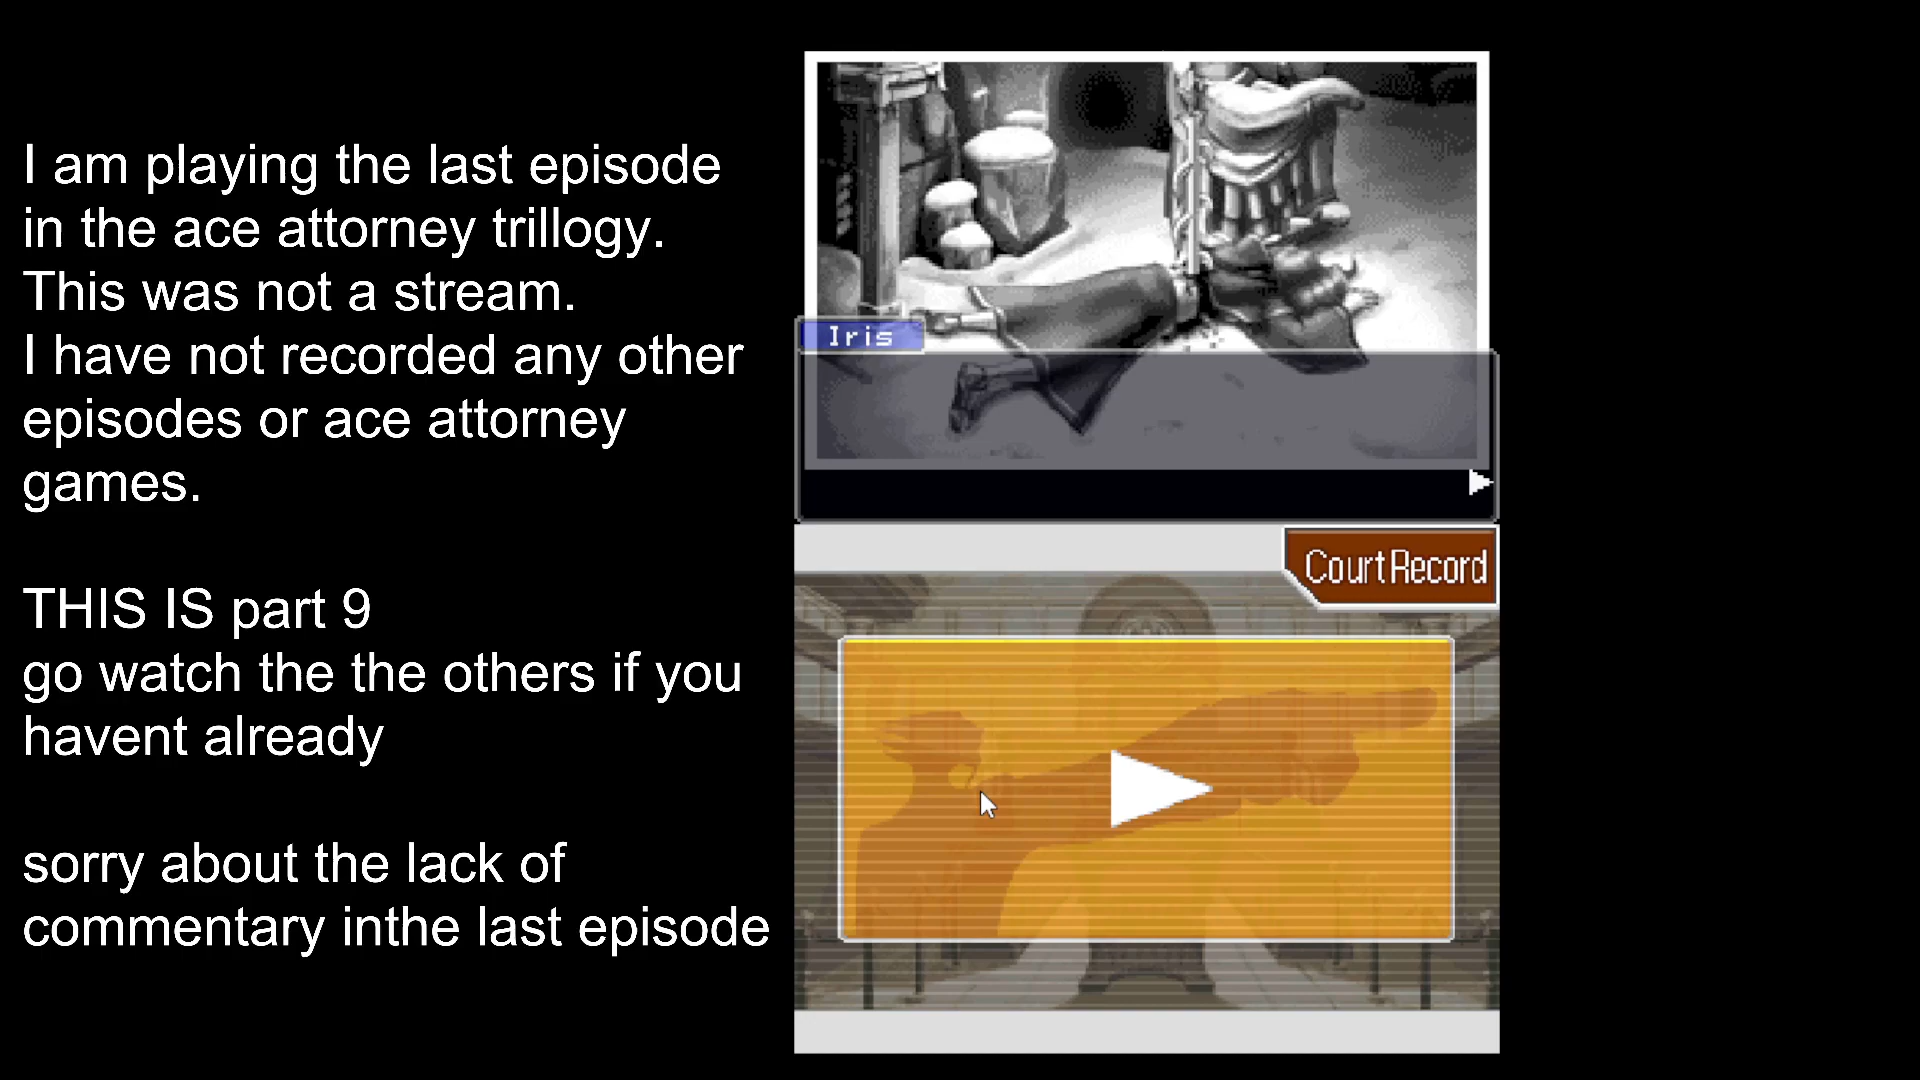 I am playing the last episode
in the ace attorney trillogy.
This was not a stream.
I have not recorded any other
episodes or ace attorney
games.
THIS IS part 9
go watch the the others if you
havent already
sorry about the lack of
commentary inthe last episode
Iris
Court Record